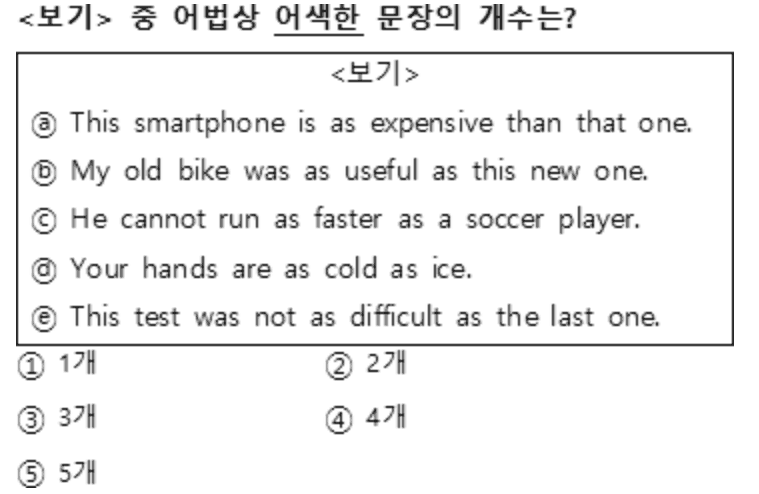 <보기> 중 어법상 어색한 문장의 개수는?
<보기>
ⓐ This smartphone is as expensive than that one.
ⓑ My old bike was as useful as this new one.
ⓒ He cannot run as faster as a soccer player.
ⓓ Your hands are as cold as ice.
ⓔ This test was not as difficult as the last one.
① 1개 ② 2개
③ 3개 ④ 4개
⑤ 5개